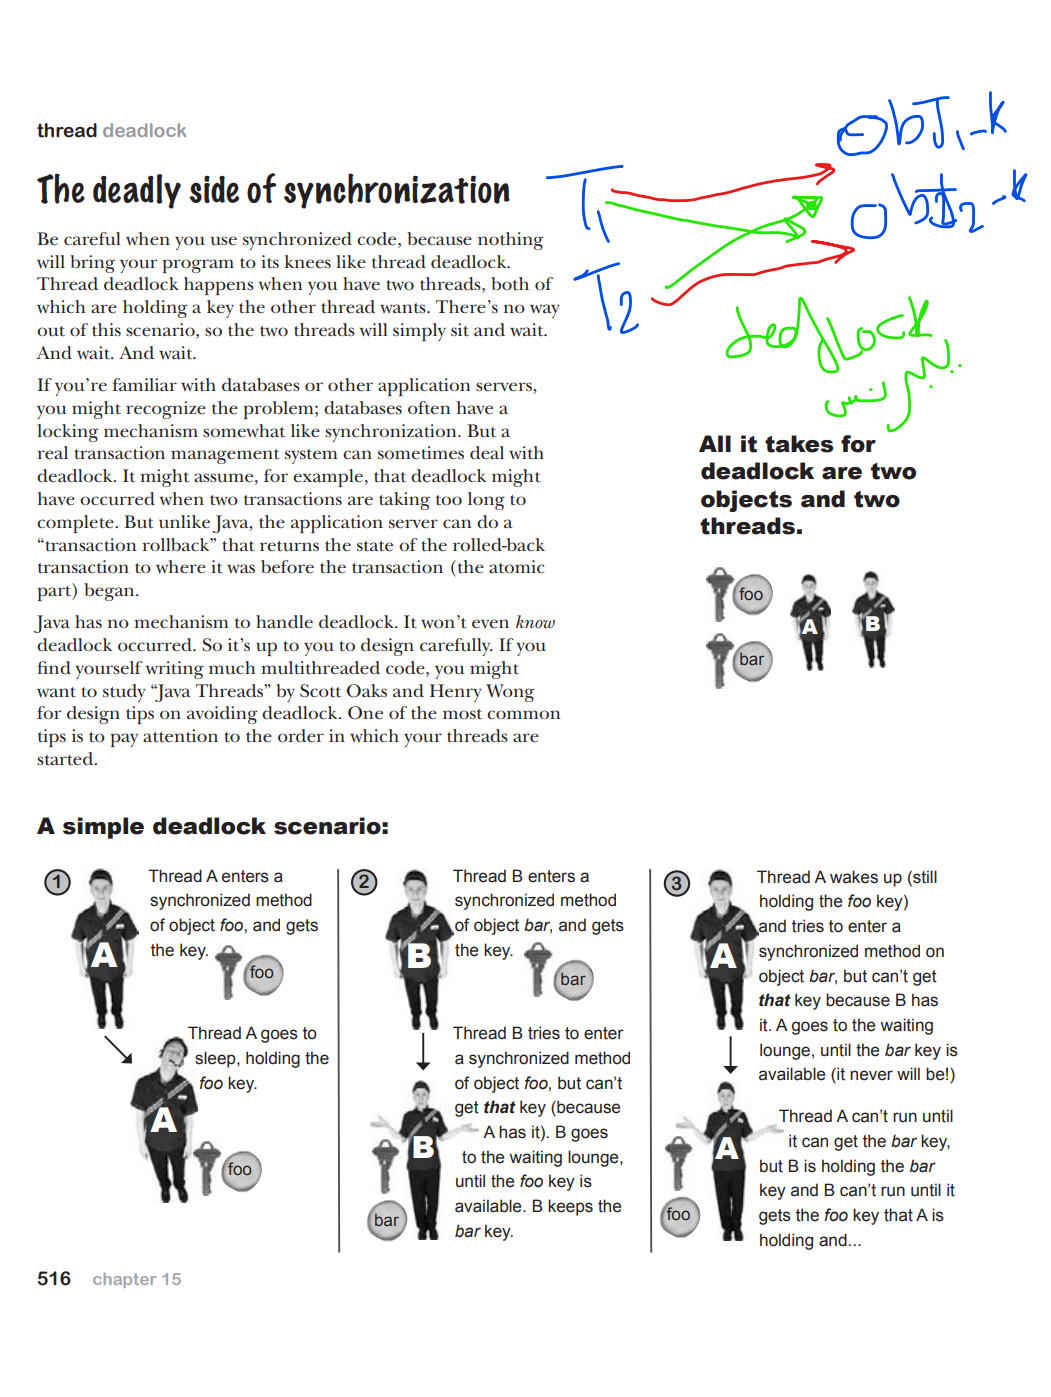 thread deadlock
The deadly side of synchronization
Be careful when you use synchronized code, because nothing
will bring your program to its knees like thread deadlock.
Thread deadlock happens when you have two threads, both of
which are holding a key the other thread wants. There's no way
out of this scenario, so the two threads will simply sit and wait.
And wait. And wait.
If you're familiar with databases or other application servers,
you might recognize the problem; databases often have a
locking mechanism somewhat like synchronization. But a
real transaction management system can sometimes deal with
deadlock. It might assume, for example, that deadlock might
have occurred when two transactions are taking too long to
complete. But unlike Java, the application server can do a
“transaction rollback” that returns the state of the rolled-back
transaction to where it was before the transaction (the atomic
part) began.
Java has no mechanism to handle deadlock. It won't even know
deadlock occurred. So it's up to you to design carefully. If you
find yourself writing much multithreaded code, you might
want to study “Java Threads” by Scott Oaks and Henry Wong
for design tips on avoiding deadlock. One of the most common
tips is to pay attention to the order in which your threads are
started.
T1
T2
obJ1-k
dedlock
All it takes for
deadlock are two
objects and two
threads.
foo
bar
A
B
A simple deadlock scenario:
1
A
Thread A enters a
synchronized method
of object foo, and gets
the key.
foo
Thread A goes to
sleep, holding the
foo key.
A
foo
2
B
Thread B enters a
synchronized method
of object bar, and gets
the key.
bar
Thread B tries to enter
a synchronized method
of object foo, but can't
get that key (because
A has it). B goes
to the waiting lounge,
until the foo key is
available. B keeps the
bar key.
B
bar
3
A
Thread A wakes up (still
holding the foo key)
and tries to enter a
synchronized method on
object bar, but can't get
that key because B has
it. A goes to the waiting
lounge, until the bar key is
available (it never will be!)
Thread A can't run until
it can get the bar key,
but B is holding the bar
key and B can't run until it
gets the foo key that A is
holding and...
A
foo
516 chapter 15